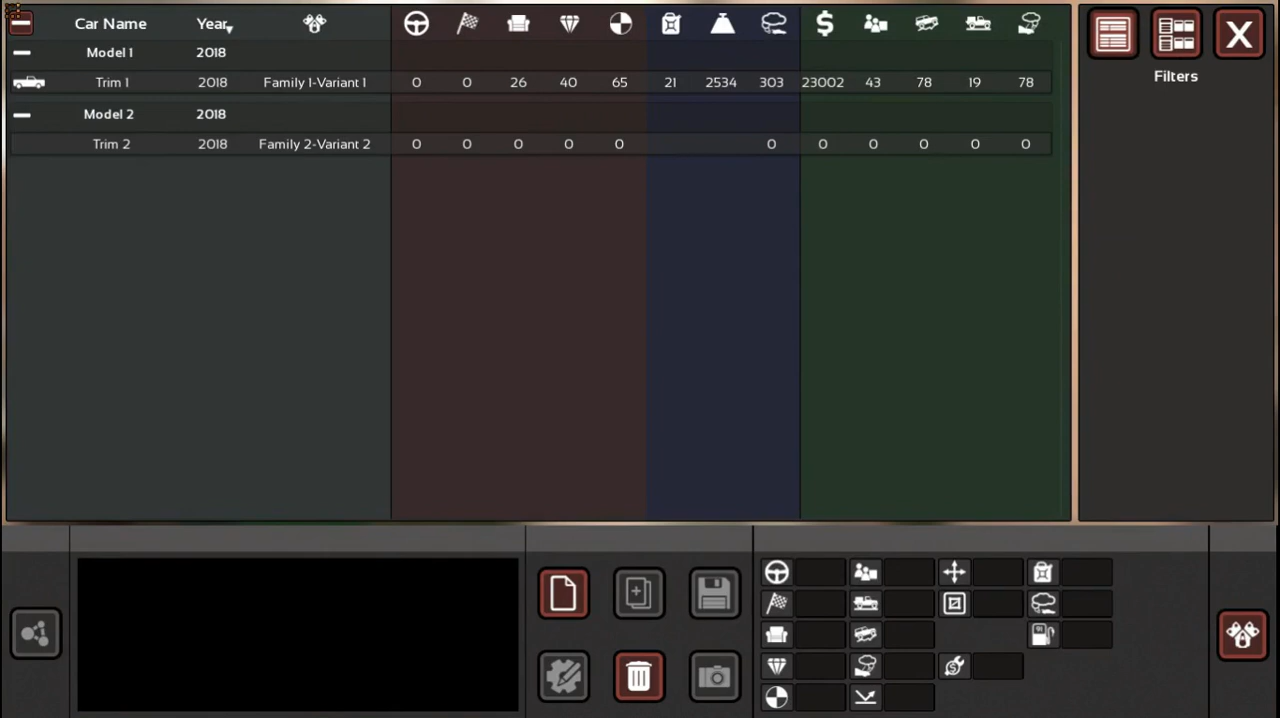 Car Name Year $ X
Filters
Model 1 2018
Trim 1 2018 Family 1-Variant 1 0 0 26 40 65 21 2534 303 23002 43 78 19 78
Model 2 2018
Trim 2 2018 Family 2-Variant 2 0 0 0 0 0 0 0 0 0 0 0